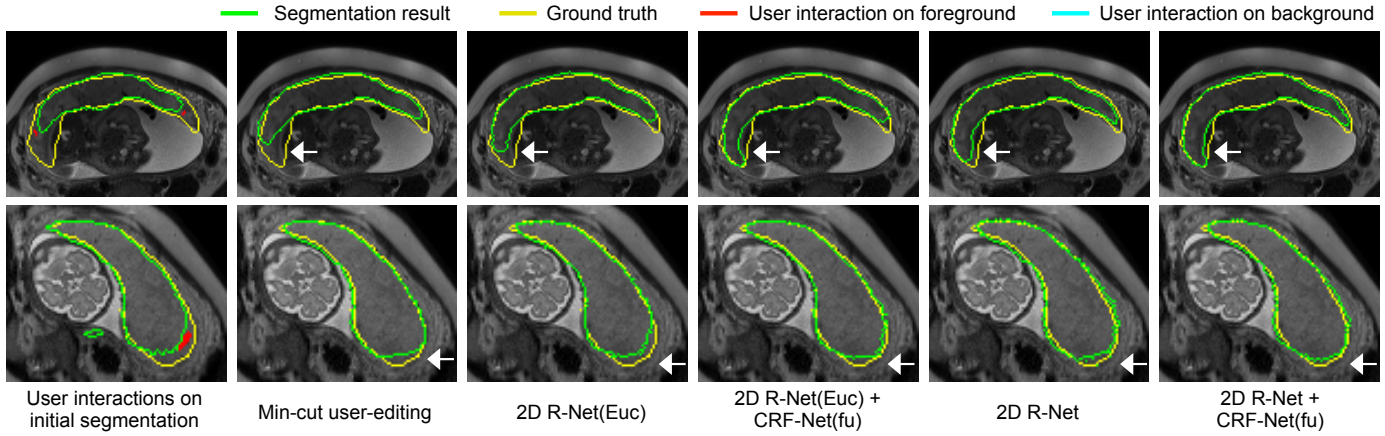 Segmentation result
Ground truth
User interaction on foreground
User interaction on background
User interactions on
initial segmentation
Min-cut user-editing
2D R-Net(Euc)
2D R-Net(Euc) +
CRF-Net(fu)
2D R-Net
2D R-Net +
CRF-Net(fu)